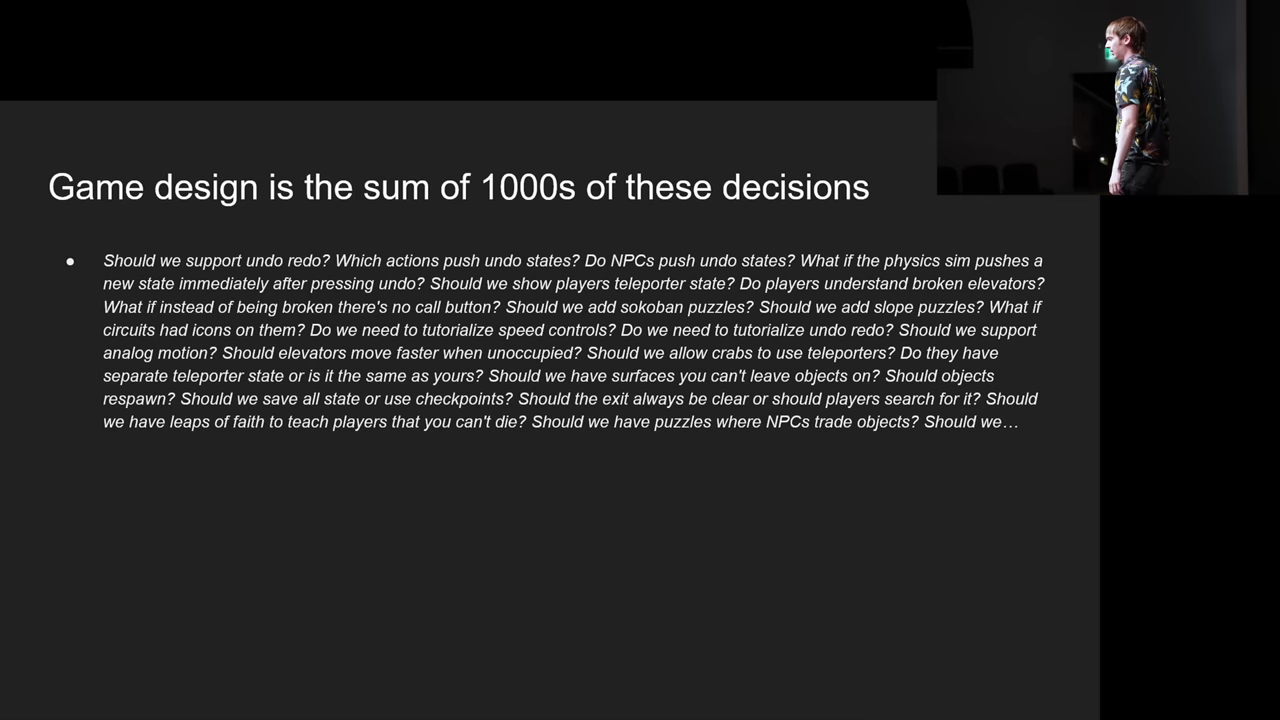 Game design is the sum of 1000s of these decisions
● Should we support undo redo? Which actions push undo states? Do NPCs push undo states? What if the physics sim pushes a
new state immediately after pressing undo? Should we show players teleporter state? Do players understand broken elevators?
What if instead of being broken there's no call button? Should we add sokoban puzzles? Should we add slope puzzles? What if
circuits had icons on them? Do we need to tutorialize speed controls? Do we need to tutorialize undo redo? Should we support
analog motion? Should elevators move faster when unoccupied? Should we allow crabs to use teleporters? Do they have
separate teleporter state or is it the same as yours? Should we have surfaces you can't leave objects on? Should objects
respawn? Should we save all state or use checkpoints? Should the exit always be clear or should players search for it? Should
we have leaps of faith to teach players that you can't die? Should we have puzzles where NPCs trade objects? Should we…